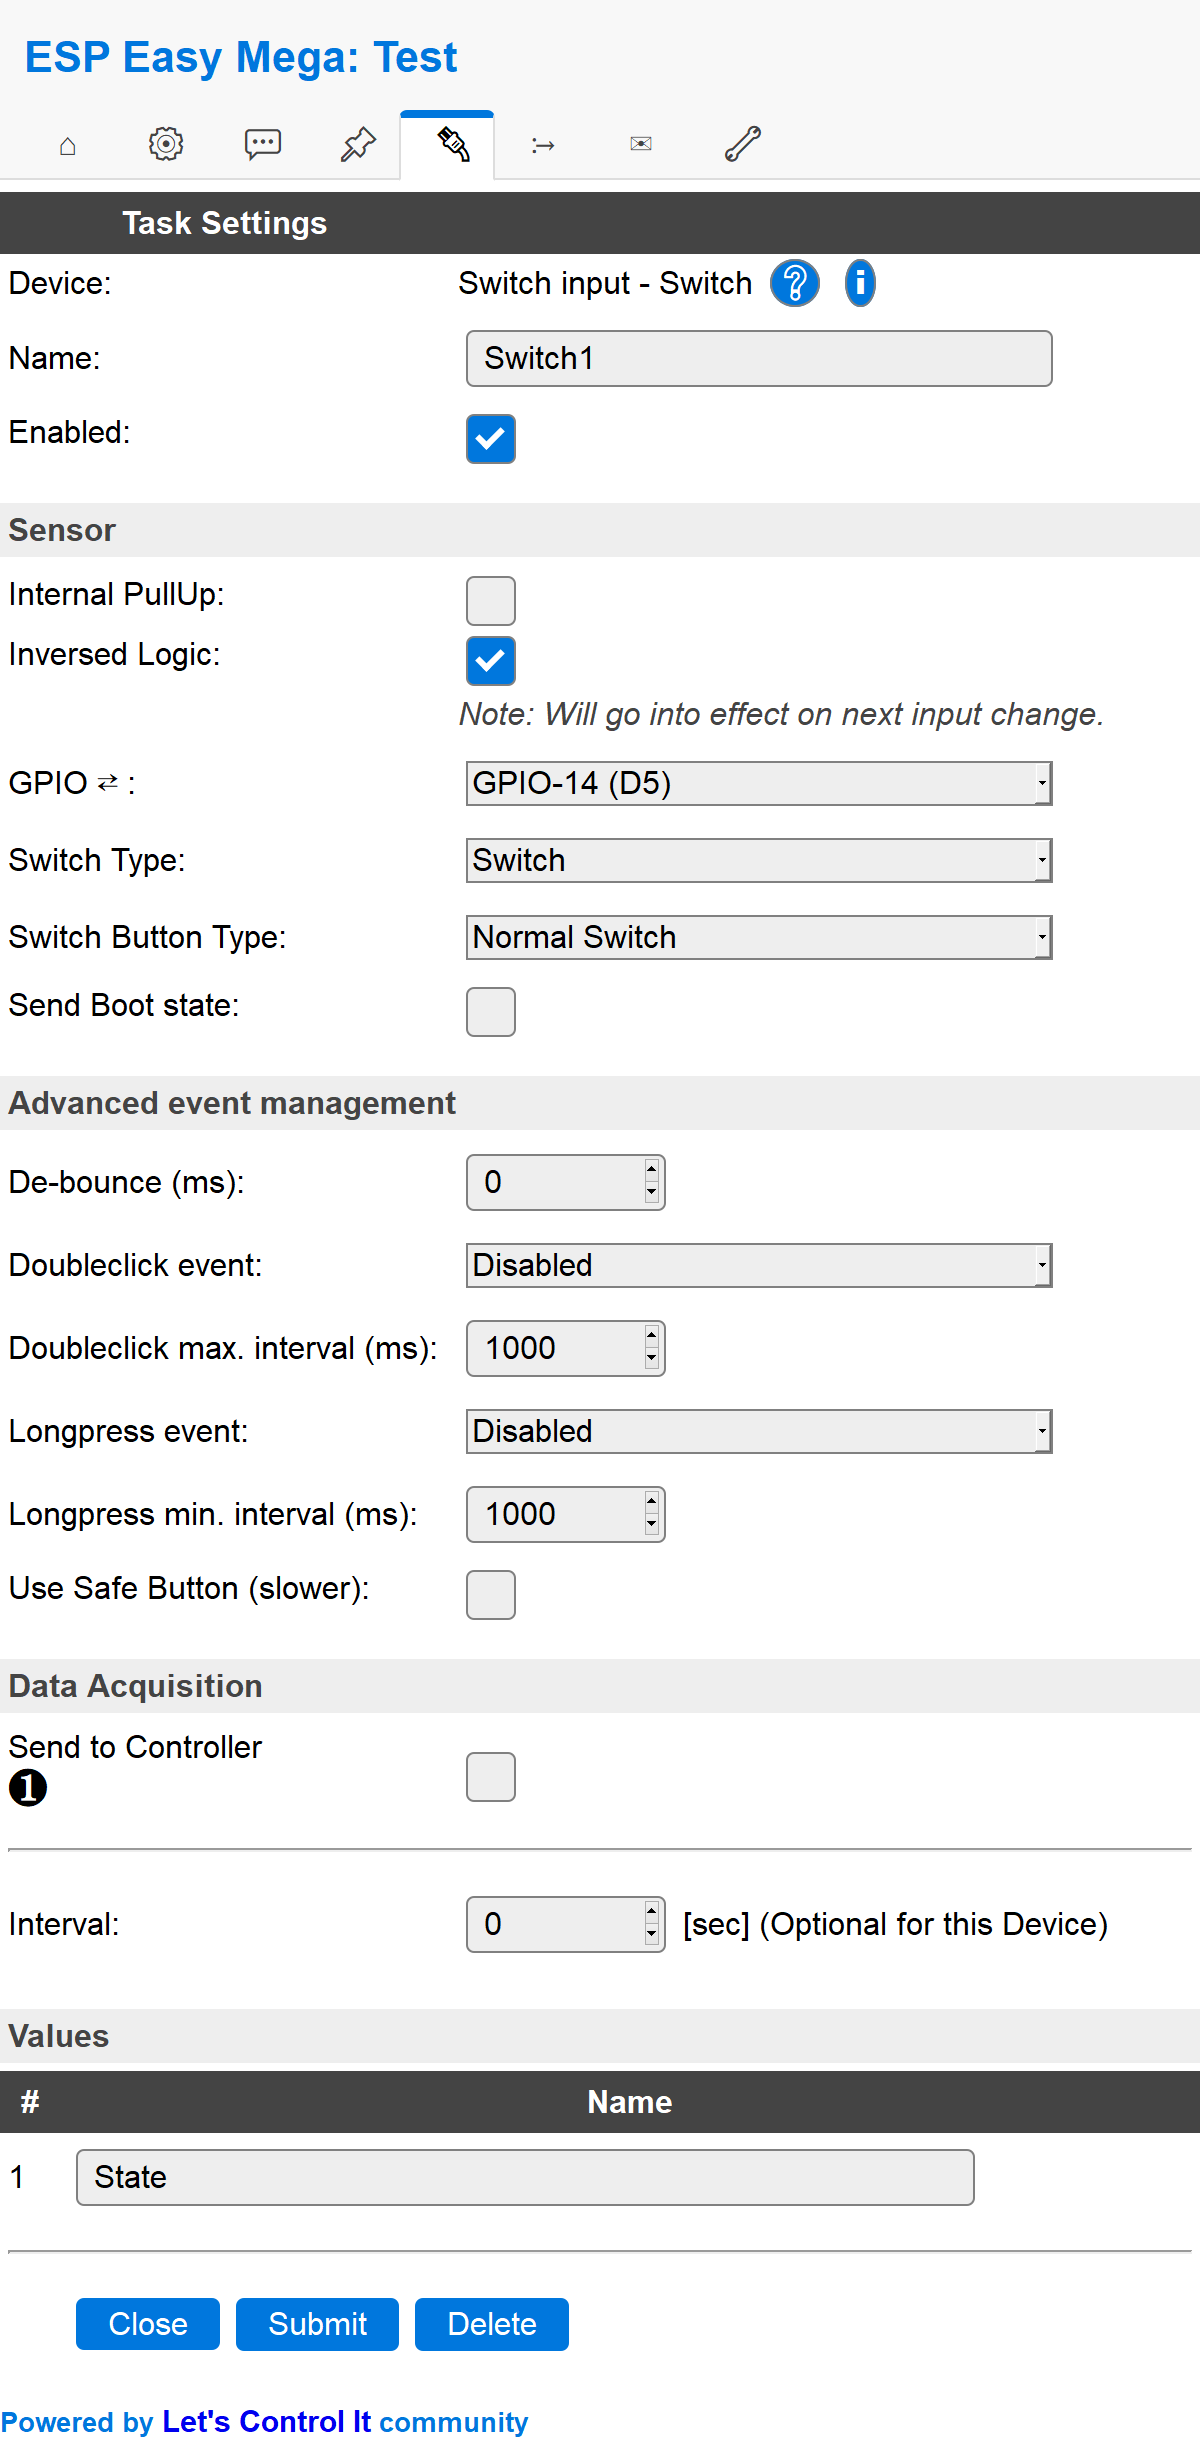 ESP Easy Mega: Test
Task Settings
Device: Switch input - Switch ? i
Name: Switch1
Enabled:
Sensor
Internal PullUp:
Inversed Logic:
Note: Will go into effect on next input change.
GPIO ⇄ : GPIO-14 (D5)
Switch Type: Switch
Switch Button Type: Normal Switch
Send Boot state:
Advanced event management
De-bounce (ms): 0
Doubleclick event: Disabled
Doubleclick max. interval (ms): 1000
Longpress event: Disabled
Longpress min. interval (ms): 1000
Use Safe Button (slower):
Data Acquisition
Send to Controller
❶
Interval: 0 [sec] (Optional for this Device)
Values
# Name
1 State
Close Submit Delete
Powered by Let's Control It community